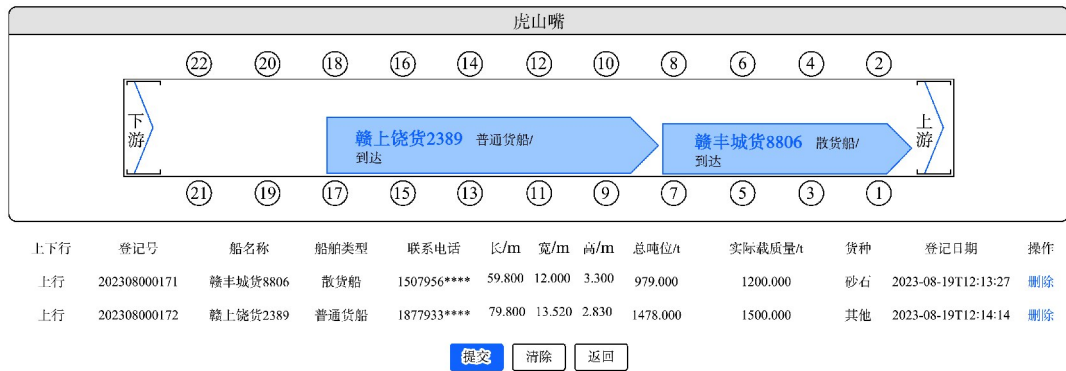 虎山嘴
22 20 18 16 14 12 10 8 6 4 2
下游
赣上饶货2389 普通货船/
到达
赣丰城货8806 散货船/
到达
上游
21 19 17 15 13 11 9 7 5 3 1
上下行 登记号 船名称 船舶类型 联系电话 长/m 宽/m 高/m 总吨位/t 实际载质量/t 货种 登记日期 操作
上行 202308000171 赣丰城货8806 散货船 1507956**** 59.800 12.000 3.300 979.000 1200.000 砂石 2023-08-19T12:13:27 删除
上行 202308000172 赣上饶货2389 普通货船 1877933**** 79.800 13.520 2.830 1478.000 1500.000 其他 2023-08-19T12:14:14 删除
提交 清除 返回